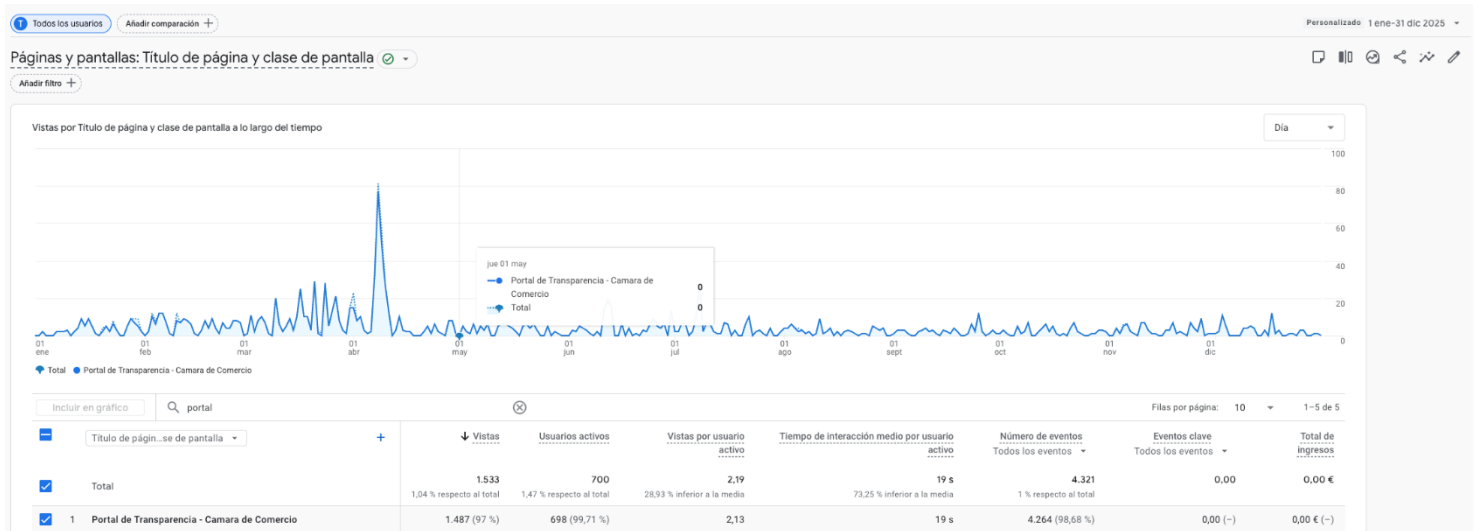 T Todos los usuarios Añadir comparación + Personalizado 1 ene-31 dic 2025
Páginas y pantallas: Título de página y clase de pantalla
Añadir filtro +
Vistas por Título de página y clase de pantalla a lo largo del tiempo
Día
100
80
60
40
20
0
jue 01 may
Portal de Transparencia - Camara de Comercio 0
Total 0
01 ene
01 feb
01 mar
01 abr
01 may
01 jun
01 jul
01 ago
01 sept
01 oct
01 nov
01 dic
Total Portal de Transparencia - Camara de Comercio
Incluir en gráfico portal Filas por página: 10 1-5 de 5
Título de págin...se de pantalla + Vistas Usuarios activos Vistas por usuario activo Tiempo de interacción medio por usuario activo Número de eventos Eventos clave Total de ingresos
Todos los eventos Todos los eventos
Total 1.533 700 2,19 19 s 4.321 0,00 0,00 €
1,04 % respecto al total 1,47 % respecto al total 28,93 % inferior a la media 73,25 % inferior a la media 1 % respecto al total
1 Portal de Transparencia - Camara de Comercio 1.487 (97 %) 698 (99,71 %) 2,13 19 s 4.264 (98,68 %) 0,00 (–) 0,00 € (–)